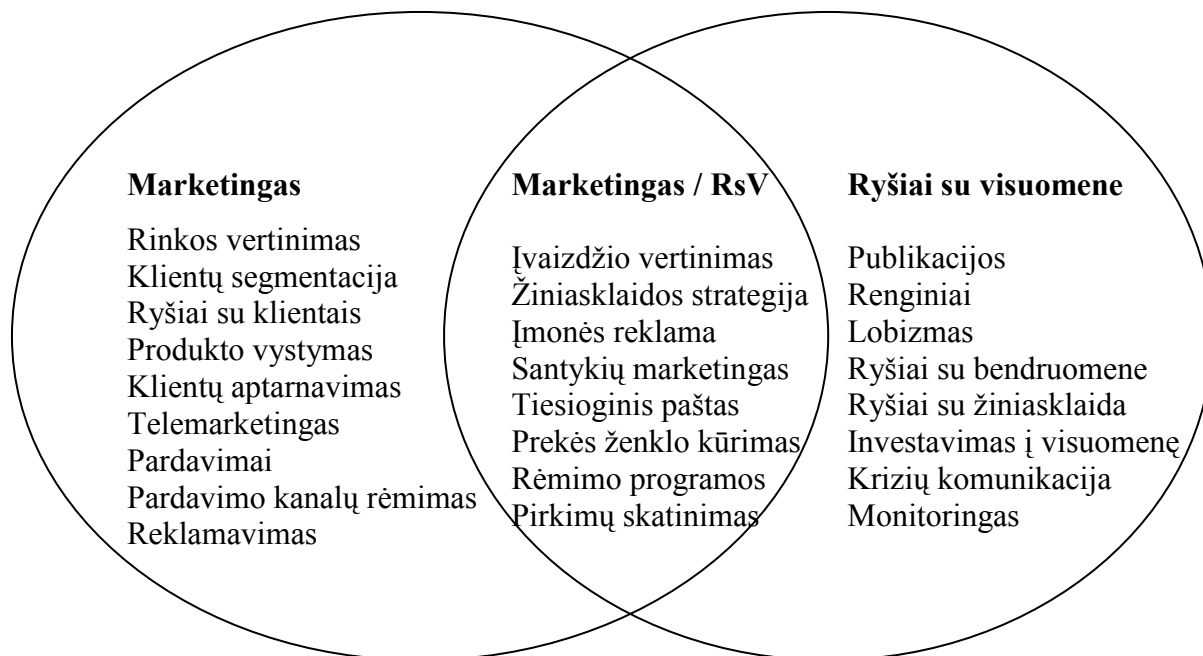 Marketingas
Rinkos vertinimas
Klientų segmentacija
Ryšiai su klientais
Produkto vystymas
Klientų aptarnavimas
Telemarketingas
Pardavimai
Pardavimo kanalų rėmimas
Reklamavimas
Marketingas / RsV
Įvaizdžio vertinimas
Žiniasklaidos strategija
Įmonės reklama
Santykių marketingas
Tiesioginis paštas
Prekės ženklo kūrimas
Rėmimo programos
Pirkimų skatinimas
Ryšiai su visuomene
Publikacijos
Renginiai
Lobizmas
Ryšiai su bendruomene
Ryšiai su žiniasklaida
Investavimas į visuomenę
Krizių komunikacija
Monitoringas